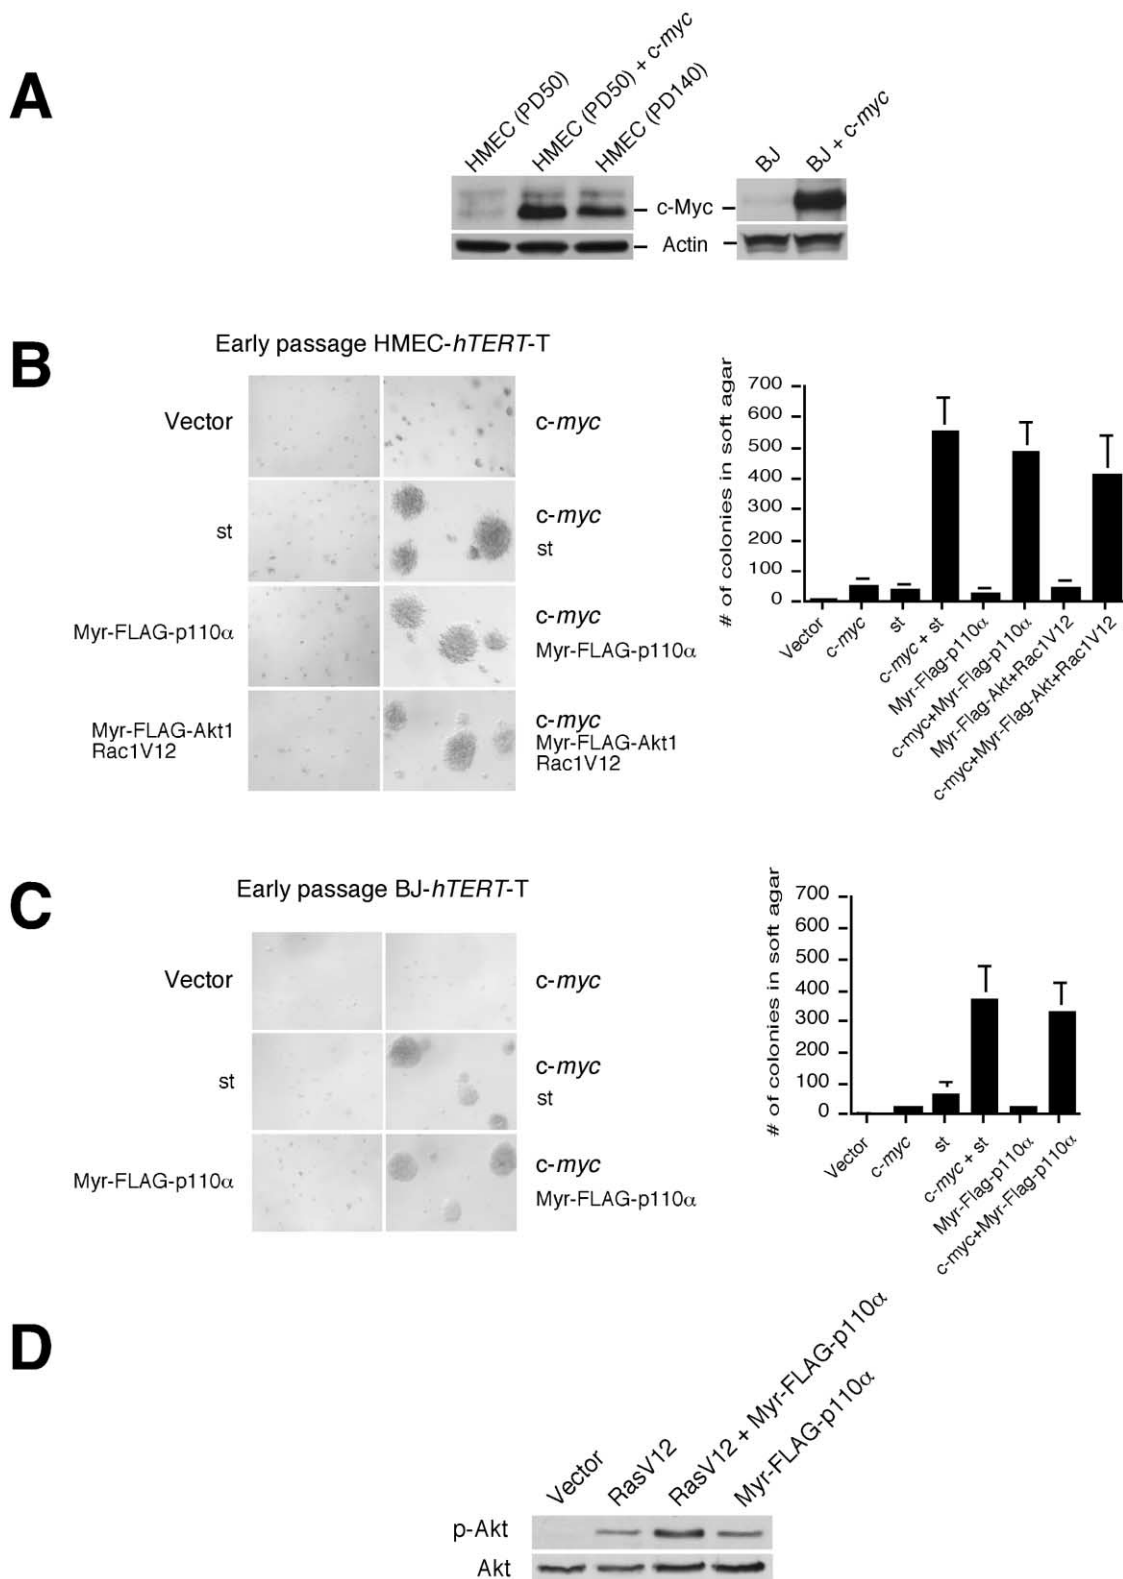 A
HMEC (PD50)
HMEC (PD50) + c-myc
HMEC (PD140)
BJ
BJ + c-myc
c-Myc
Actin
B
Early passage HMEC-hTERT-T
Vector
c-myc
st
c-myc
st
Myr-FLAG-p110α
c-myc
Myr-FLAG-p110α
Myr-FLAG-Akt1
Rac1V12
c-myc
Myr-FLAG-Akt1
Rac1V12
# of colonies in soft agar
700
600
500
400
300
200
100
0
Vector
c-myc
st
c-myc + st
Myr-Flag-p110α
c-myc+Myr-Flag-p110α
Myr-Flag-Akt+Rac1V12
c-myc+Myr-Flag-Akt+Rac1V12
C
Early passage BJ-hTERT-T
Vector
c-myc
st
c-myc
st
Myr-FLAG-p110α
c-myc
Myr-FLAG-p110α
# of colonies in soft agar
700
600
500
400
300
200
100
0
Vector
c-myc
st
c-myc + st
Myr-Flag-p110α
c-myc+Myr-Flag-p110α
D
Vector
RasV12
RasV12 + Myr-FLAG-p110α
Myr-FLAG-p110α
p-Akt
Akt